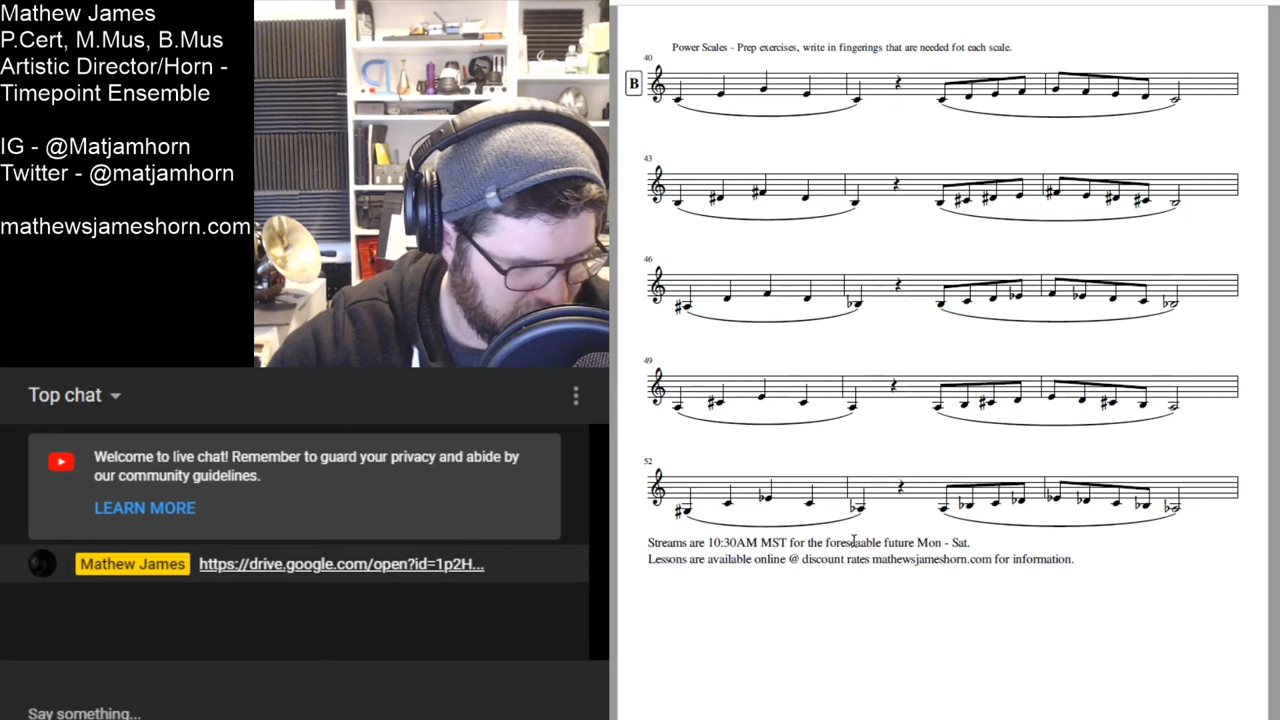 Mathew James
P.Cert, M.Mus, B.Mus
Artistic Director/Horn -
Timepoint Ensemble
IG - @Matjamhorn
Twitter - @matjamhorn
mathewsjameshorn.com
Top chat
Welcome to live chat! Remember to guard your privacy and abide by
our community guidelines.
LEARN MORE
Mathew James https://drive.google.com/open?id=1p2H...
Say something...
Power Scales - Prep exercises, write in fingerings that are needed fot each scale.
40
B
43
46
49
52
Streams are 10:30AM MST for the future Mon - Sat.
Lessons are available online @ discount rates mathewsjameshorn.com for information.